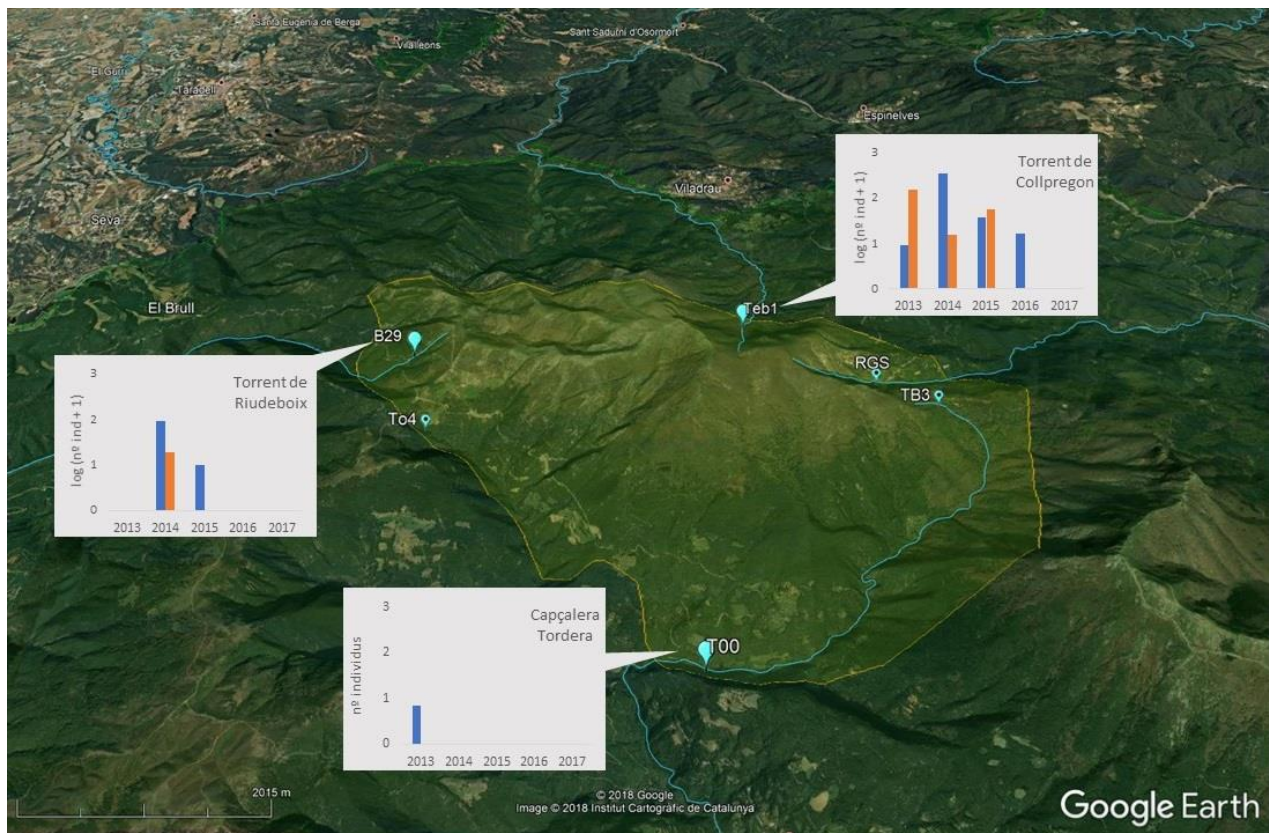 Santa Eugènia de Berga
Sant Sadurní d'Osormort
Vilalleons
El Gurri
Taradell
Espinelves
Viladrau
Seva
El Brull
3
2
1
0
log (nº ind + 1)
Torrent de
Collpregon
2013 2014 2015 2016 2017
Teb1
B29
RGS
TB3
To4
3
2
1
0
log (nº ind + 1)
Torrent de
Riudeboix
2013 2014 2015 2016 2017
T00
3
2
1
0
nº individus
Capçalera
Tordera
2013 2014 2015 2016 2017
2015 m
© 2018 Google
Image © 2018 Institut Cartogràfic de Catalunya
Google Earth